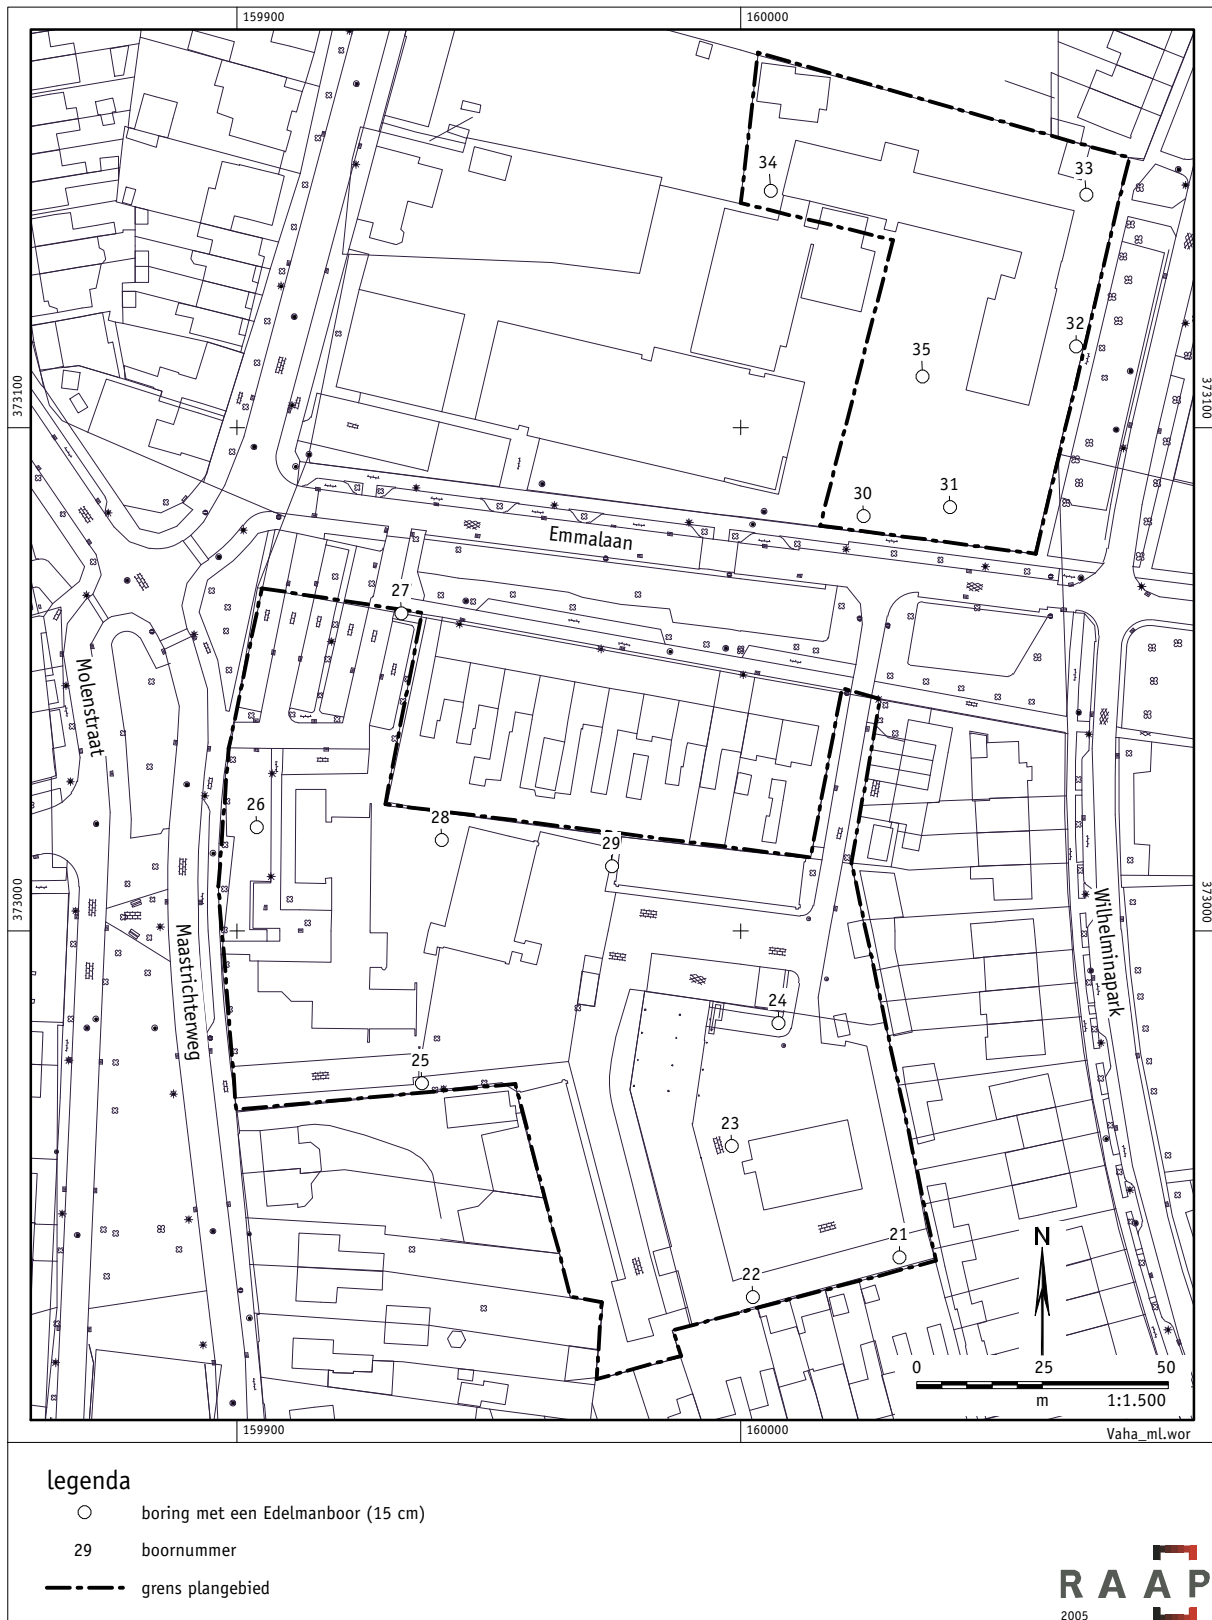 159900
160000
34
33
32
35
373100
373100
31
30
Emmalaan
27
Molenstraat
26
28
29
373000
373000
Wilhelminapark
Maastrichterweg
24
25
23
21
N
22
0 25 50
m 1:1.500
159900
160000
Vaha_ml.wor
legenda
boring met een Edelmanboor (15 cm)
29 boornummer
grens plangebied
RAAP
2005